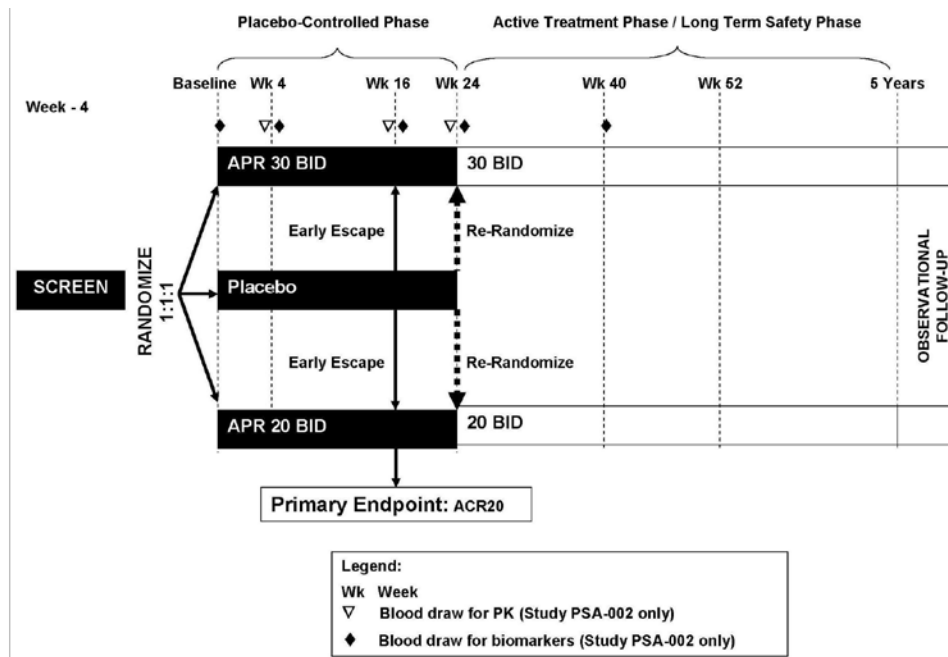 Placebo-Controlled Phase
Active Treatment Phase / Long Term Safety Phase
Baseline
Wk 4
Wk 16
Wk 24
Wk 40
Wk 52
5 Years
Week - 4
APR 30 BID
30 BID
Early Escape
Re-Randomize
SCREEN
RANDOMIZE
1:1:1
Placebo
OBSERVATIONAL
FOLLOW-UP
Early Escape
Re-Randomize
APR 20 BID
20 BID
Primary Endpoint: ACR20
Legend:
Wk Week
▽ Blood draw for PK (Study PSA-002 only)
♦ Blood draw for biomarkers (Study PSA-002 only)